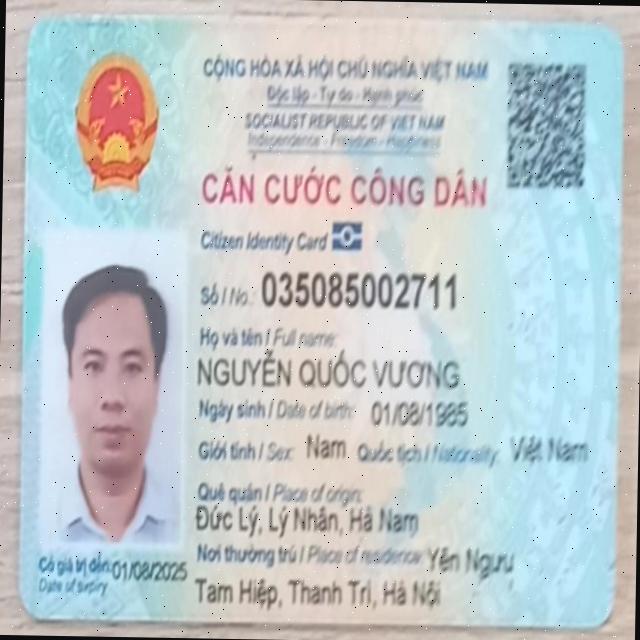 CỘNG HÒA XÃ HỘI CHỦ NGHĨA VIỆT NAM
Độc lập - Tự do - Hạnh phúc
SOCIALIST REPUBLIC OF VIET NAM
Independence - Freedom - Happiness
CĂN CƯỚC CÔNG DÂN
Citizen Identity Card
Số / No.: 035085002711
Họ và tên / Full name:
NGUYỄN QUỐC VƯƠNG
Ngày sinh / Date of birth: 01/08/1985
Giới tính / Sex: Nam Quốc tịch / Nationality: Việt Nam
Quê quán / Place of origin:
Đức Lý, Lý Nhân, Hà Nam
Nơi thường trú / Place of residence: Yên Ngưu
Tam Hiệp, Thanh Trì, Hà Nội
Có giá trị đến: 01/08/2025
Date of expiry